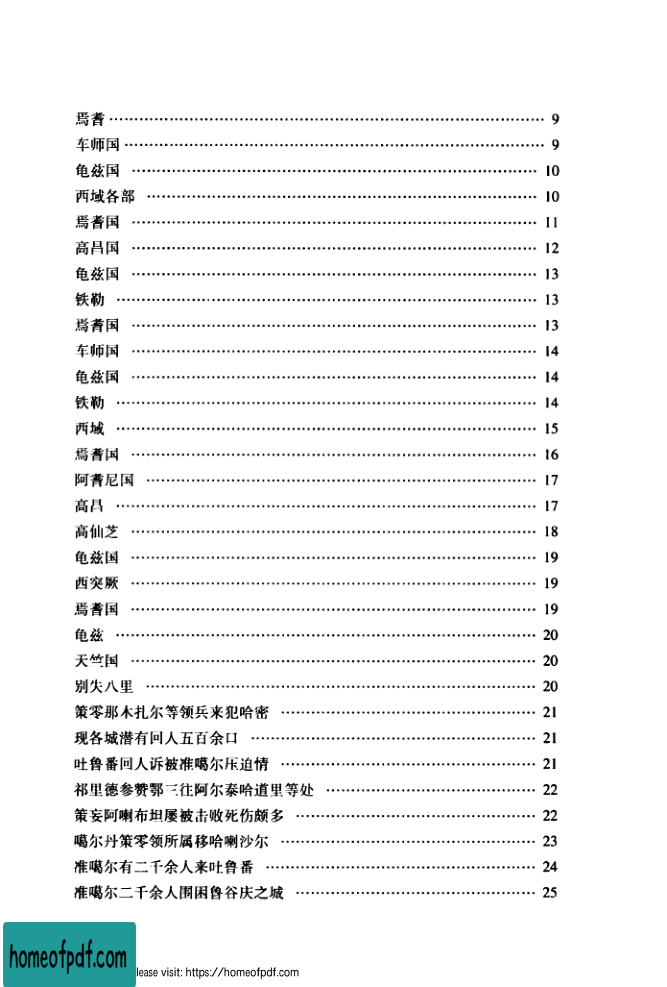 焉耆 …… 9
车师国 …… 9
龟兹国 …… 10
西域各部 …… 10
焉耆国 …… 11
高昌国 …… 12
龟兹国 …… 13
铁勒 …… 13
焉耆国 …… 13
车师国 …… 14
龟兹国 …… 14
铁勒 …… 14
西域 …… 15
焉耆国 …… 16
阿耆尼国 …… 17
高昌 …… 17
高仙芝 …… 18
龟兹国 …… 19
西突厥 …… 19
焉耆国 …… 19
龟兹 …… 20
天竺国 …… 20
别失八里 …… 20
策零那木扎尔等领兵来犯哈密 …… 21
现各城潜有回人五百余口 …… 21
吐鲁番回人诉被准噶尔压迫情 …… 21
祁里德参赞鄂三往阿尔泰哈道里等处 …… 22
策妄阿喇布坦屡被击败死伤颇多 …… 22
噶尔丹策零领所属移哈喇沙尔 …… 23
准噶尔有二千余人来吐鲁番 …… 24
准噶尔二千余人围困鲁谷庆之城 …… 25
homeofpdf.com
lease visit: https://homeofpdf.com